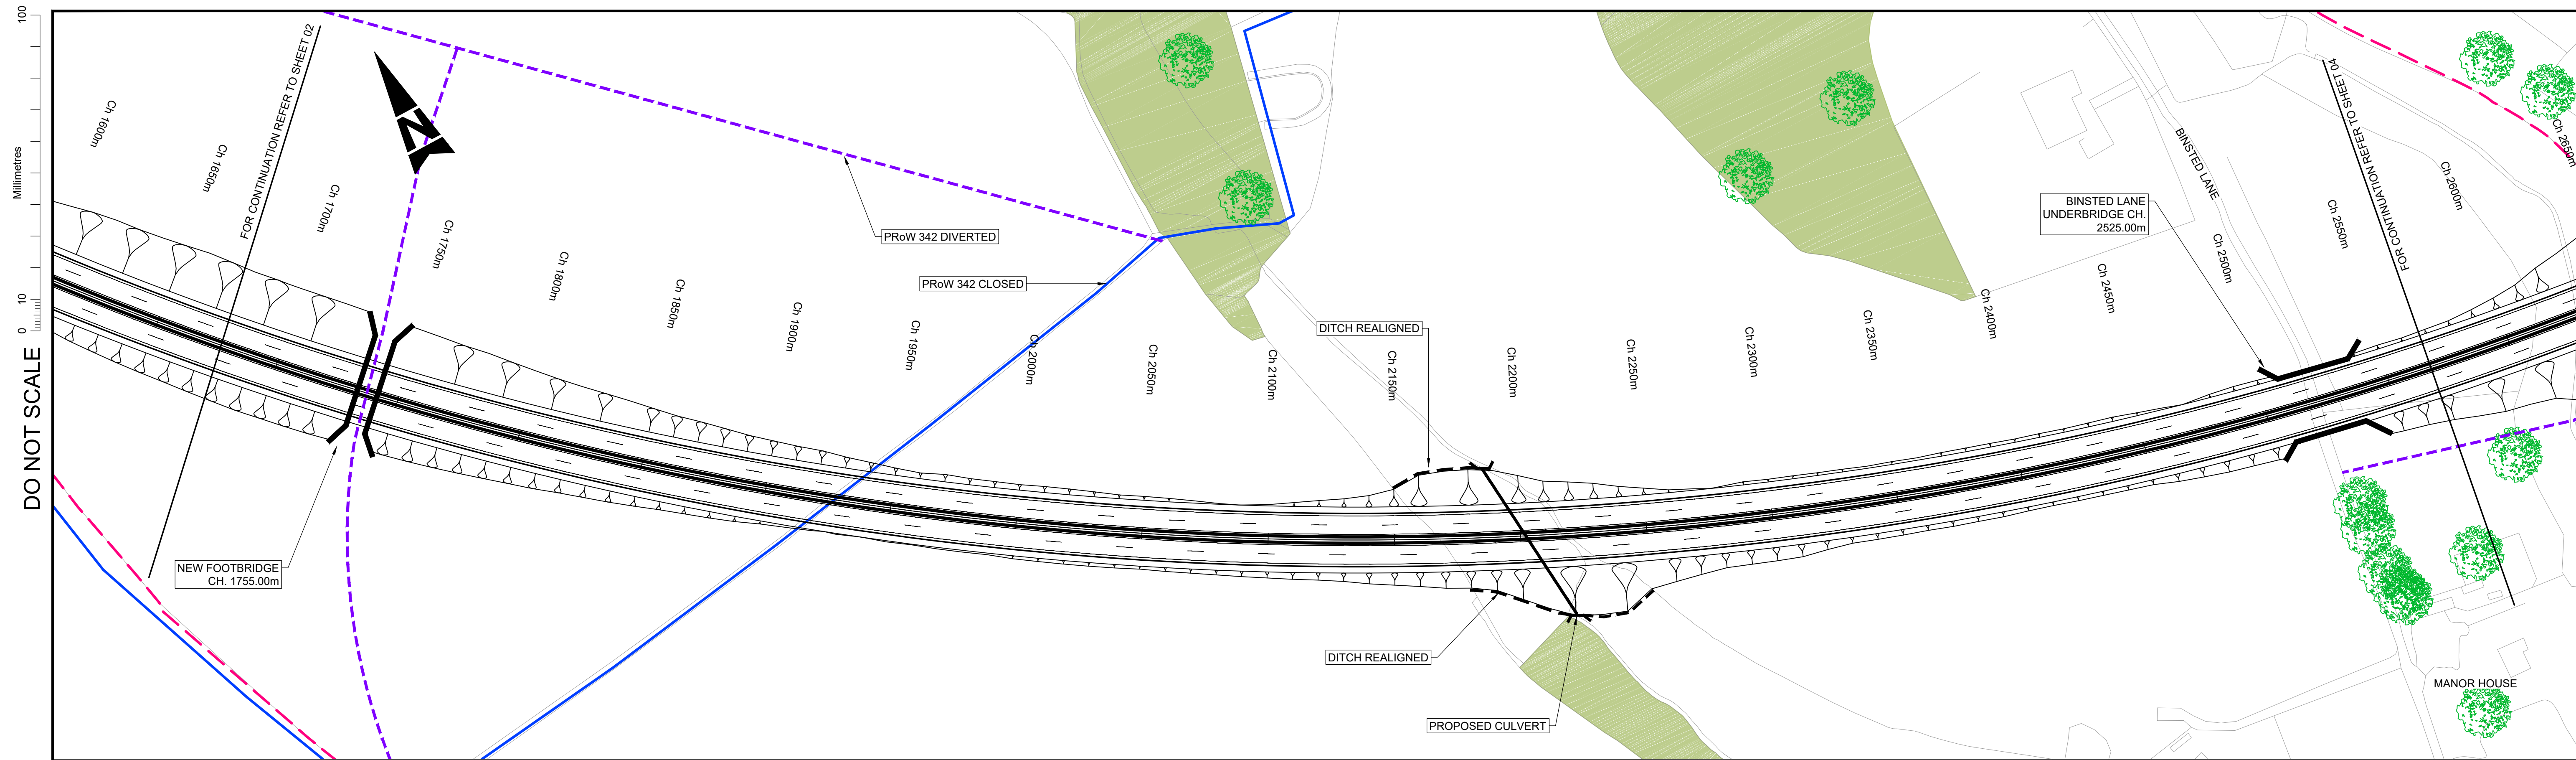 100
10
0
Millimetres
DO NOT SCALE
Ch 1600m
Ch 1650m
FOR CONTINUATION REFER TO SHEET 02
Ch 1700m
N
Ch 1750m
Ch 1800m
Ch 1850m
Ch 1900m
Ch 1950m
Ch 2000m
Ch 2050m
Ch 2100m
Ch 2150m
Ch 2200m
Ch 2250m
Ch 2300m
Ch 2350m
Ch 2400m
Ch 2450m
Ch 2500m
Ch 2550m
Ch 2600m
Ch 2650m
PRoW 342 DIVERTED
PRoW 342 CLOSED
DITCH REALIGNED
BINSTED LANE
BINSTED LANE
UNDERBRIDGE CH.
2525.00m
FOR CONTINUATION REFER TO SHEET 04
NEW FOOTBRIDGE
CH. 1755.00m
DITCH REALIGNED
PROPOSED CULVERT
MANOR HOUSE